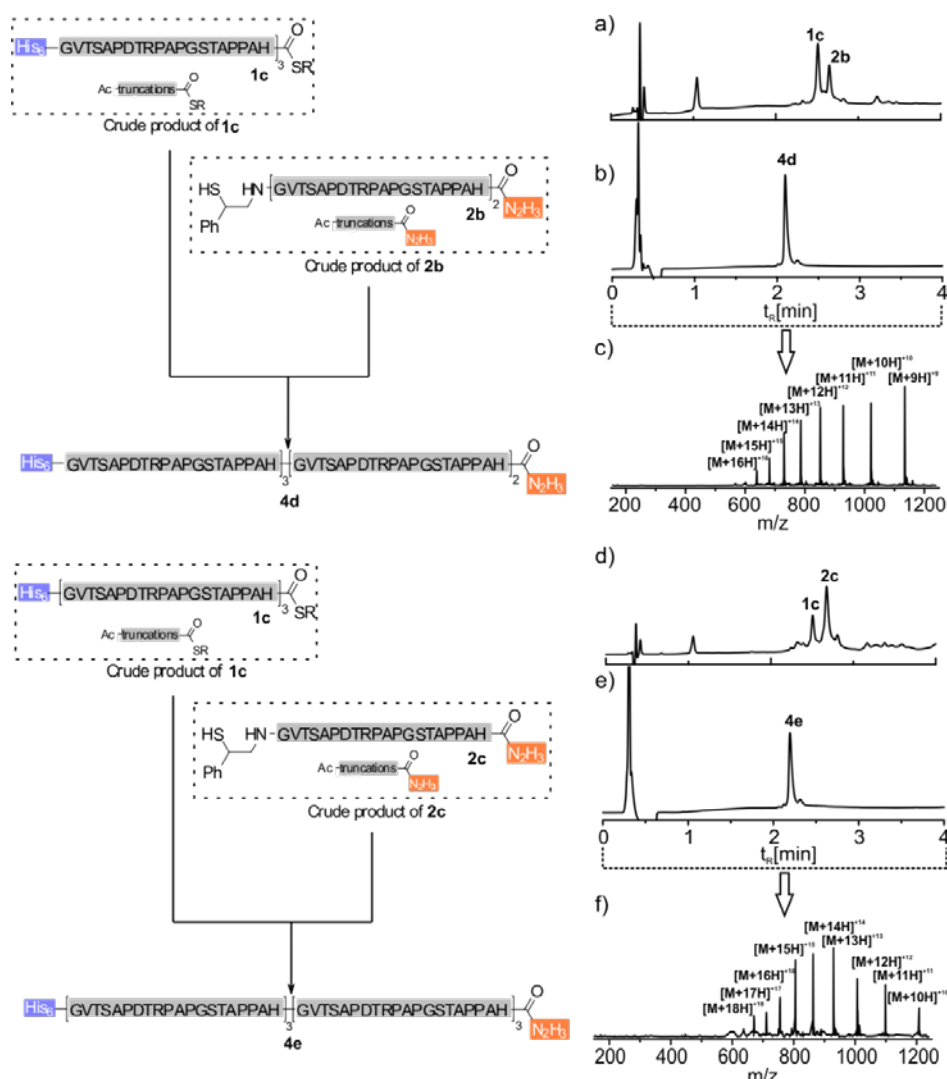 His6 GVTSAPDTRPAPGSTAPPAH 3 O SR
1c
Ac truncations O SR
Crude product of 1c
HS HN GVTSAPDTRPAPGSTAPPAH 2 O N2H3
Ph
2b
Ac truncations O N2H3
Crude product of 2b
His6 GVTSAPDTRPAPGSTAPPAH 3 GVTSAPDTRPAPGSTAPPAH 2 O N2H3
4d
a)
1c
2b
0 1 2 3 4
b)
4d
0 1 2 3 4
tR[min]
c)
[M+10H]+10
[M+11H]+11 [M+9H]+9
[M+12H]+12
[M+13H]+13
[M+14H]+14
[M+15H]+15
[M+16H]+16
200 400 600 800 1000 1200
m/z
His6 GVTSAPDTRPAPGSTAPPAH 3 O SR
1c
Ac truncations O SR
Crude product of 1c
HS HN GVTSAPDTRPAPGSTAPPAH O N2H3
Ph
2c
Ac truncations O N2H3
Crude product of 2c
His6 GVTSAPDTRPAPGSTAPPAH 3 GVTSAPDTRPAPGSTAPPAH 3 O N2H3
4e
d)
2c
1c
e)
4e
0 1 2 3 4
tR[min]
f)
[M+14H]+14
[M+15H]+15 [M+13H]+13
[M+16H]+16 [M+12H]+12
[M+17H]+17 [M+11H]+11
[M+18H]+18 [M+10H]+10
200 400 600 800 1000 1200
m/z